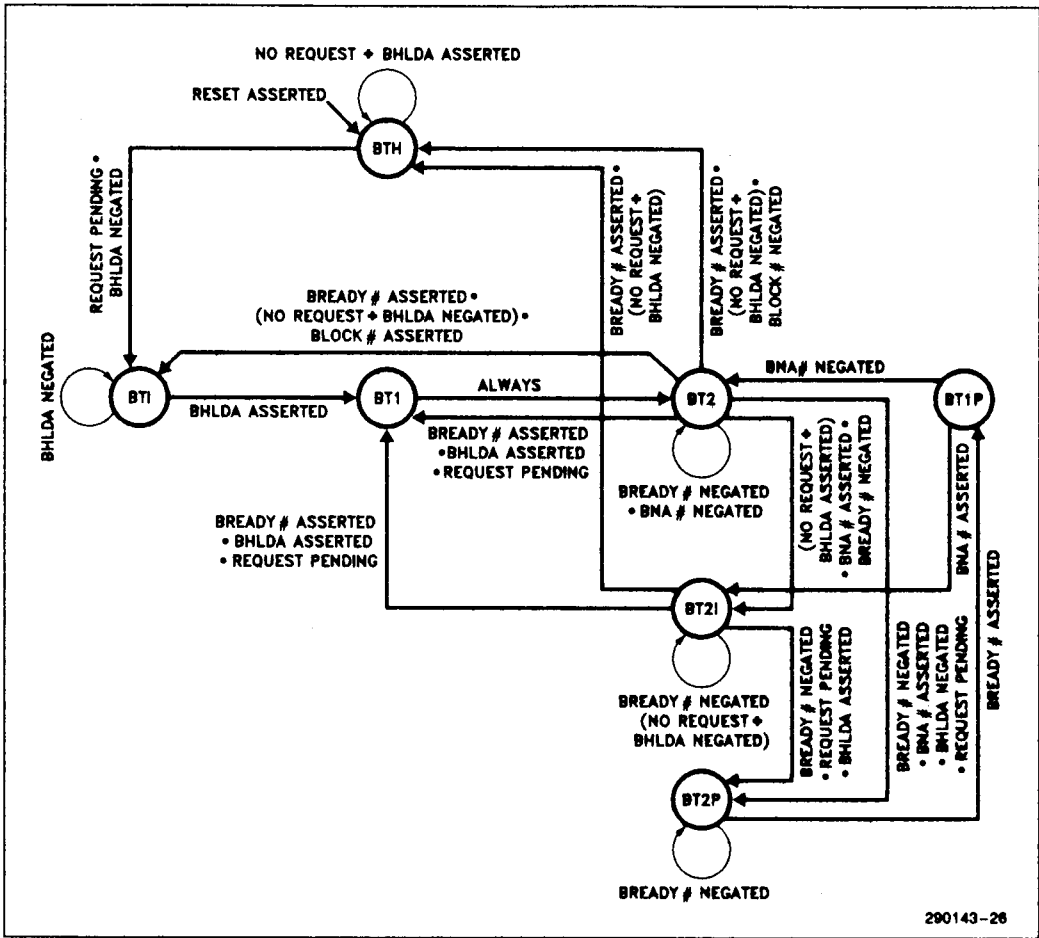 NO REQUEST + BHLDA ASSERTED
RESET ASSERTED
BTH
REQUEST PENDING •
BHLDA NEGATED
BREADY # ASSERTED •
(NO REQUEST +
BHLDA NEGATED)
BREADY # ASSERTED •
(NO REQUEST +
BHLDA NEGATED) •
BLOCK # NEGATED
BREADY # ASSERTED •
(NO REQUEST + BHLDA NEGATED) •
BLOCK # ASSERTED
BHLDA NEGATED
BTI
BHLDA ASSERTED
BT1
ALWAYS
BT2
BNA # NEGATED
BT1P
BREADY # ASSERTED
• BHLDA ASSERTED
• REQUEST PENDING
BREADY # NEGATED
• BNA # NEGATED
(NO REQUEST +
BHLDA ASSERTED)
• BNA # ASSERTED •
BREADY # NEGATED
BNA # ASSERTED
BREADY # ASSERTED
BREADY # ASSERTED
• BHLDA ASSERTED
• REQUEST PENDING
BT2I
BREADY # NEGATED
(NO REQUEST +
BHLDA NEGATED)
BREADY # NEGATED
• REQUEST PENDING
• BHLDA ASSERTED
BREADY # NEGATED
• BNA # ASSERTED
• BHLDA NEGATED
• REQUEST PENDING
BT2P
BREADY # NEGATED
290143-26